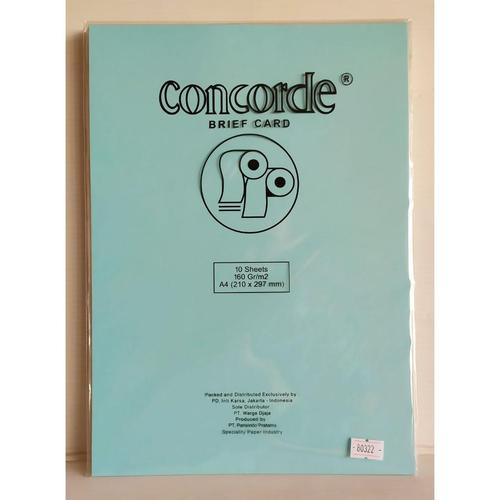 concorde®
BRIEF CARD
10 Sheets
160 Gr/m2
A4 (210 x 297 mm)
Packed and Distributed Exclusively by
PD. Inti Karsa, Jakarta - Indonesia
Sole Distributor
PT. Warga Djaja
Produced by
PT. Parisindo Pratama
Speciality Paper Industry
- 80322 -